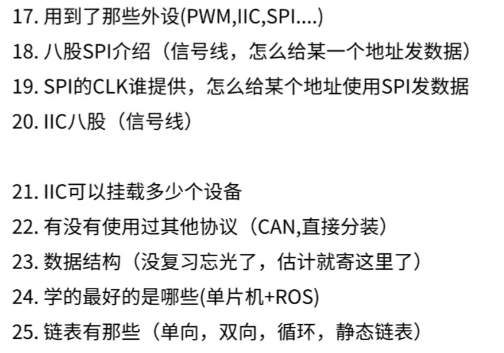 17. 用到了那些外设(PWM,IIC,SPI....)
18. 八股SPI介绍（信号线，怎么给某一个地址发数据）
19. SPI的CLK谁提供，怎么给某个地址使用SPI发数据
20. IIC八股（信号线）
21. IIC可以挂载多少个设备
22. 有没有使用过其他协议（CAN,直接分装）
23. 数据结构（没复习忘光了，估计就寄这里了）
24. 学的最好的是哪些(单片机+ROS)
25. 链表有那些（单向，双向，循环，静态链表）